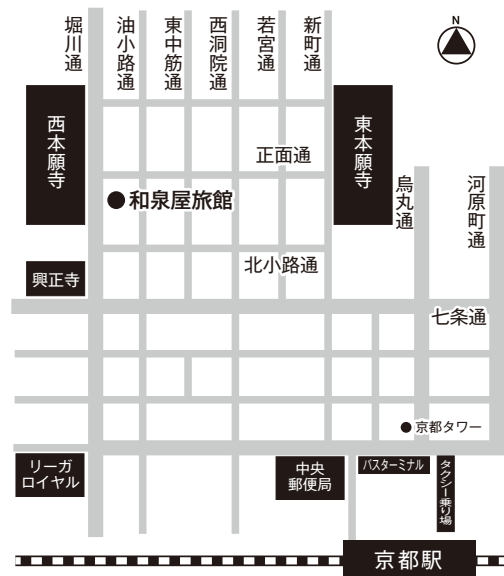 堀川通
油小路通
東中筋通
西洞院通
若宮通
新町通
N
西本願寺
東本願寺
正面通
烏丸通
河原町通
和泉屋旅館
北小路通
興正寺
七条通
京都タワー
リーガ
ロイヤル
中央
郵便局
バスターミナル
タクシー乗り場
京都駅